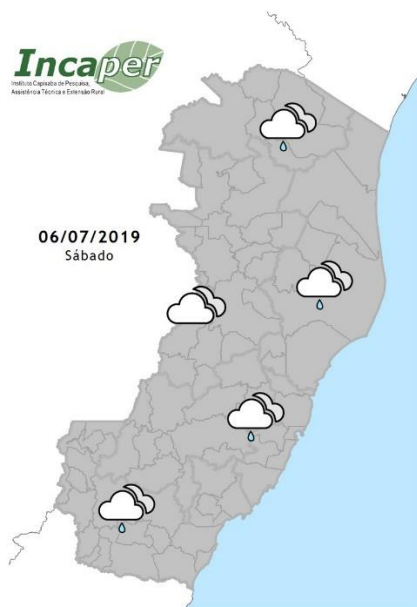 Incaper
Instituto Capixaba de Pesquisa,
Assistência Técnica e Extensão Rural
06/07/2019
Sábado